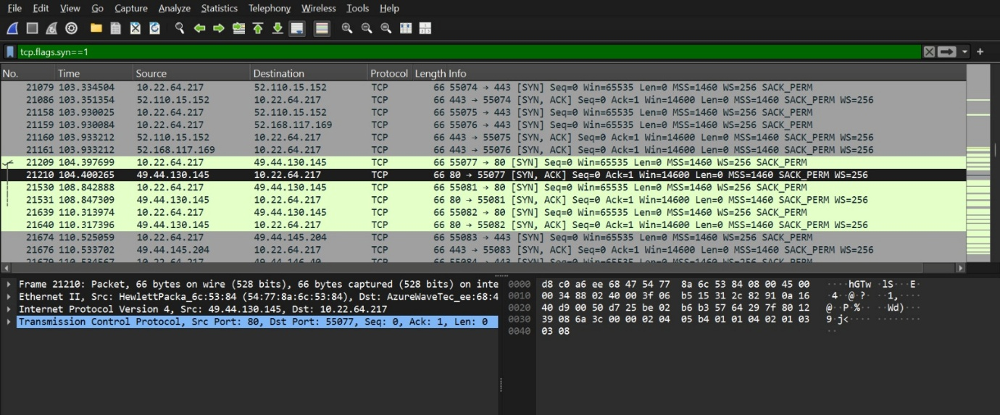 File Edit View Go Capture Analyze Statistics Telephony Wireless Tools Help
tcp.flags.syn==1
No. Time Source Destination Protocol Length Info
21079 103.334504 10.22.64.217 52.110.15.152 TCP 66 55074 → 443 [SYN] Seq=0 Win=65535 Len=0 MSS=1460 WS=256 SACK_PERM
21086 103.351354 52.110.15.152 10.22.64.217 TCP 66 443 → 55074 [SYN, ACK] Seq=0 Ack=1 Win=14600 Len=0 MSS=1460 SACK_PERM WS=256
21158 103.930025 10.22.64.217 52.110.15.152 TCP 66 55075 → 443 [SYN] Seq=0 Win=65535 Len=0 MSS=1460 WS=256 SACK_PERM
21159 103.930084 10.22.64.217 52.168.117.169 TCP 66 55076 → 443 [SYN] Seq=0 Win=65535 Len=0 MSS=1460 WS=256 SACK_PERM
21160 103.933212 52.110.15.152 10.22.64.217 TCP 66 443 → 55075 [SYN, ACK] Seq=0 Ack=1 Win=14600 Len=0 MSS=1460 SACK_PERM WS=256
21161 103.933212 52.168.117.169 10.22.64.217 TCP 66 443 → 55076 [SYN, ACK] Seq=0 Ack=1 Win=14600 Len=0 MSS=1460 SACK_PERM WS=256
21209 104.397699 10.22.64.217 49.44.130.145 TCP 66 55077 → 80 [SYN] Seq=0 Win=65535 Len=0 MSS=1460 WS=256 SACK_PERM
21210 104.400265 49.44.130.145 10.22.64.217 TCP 66 80 → 55077 [SYN, ACK] Seq=0 Ack=1 Win=14600 Len=0 MSS=1460 SACK_PERM WS=256
21530 108.842888 10.22.64.217 49.44.130.145 TCP 66 55081 → 80 [SYN] Seq=0 Win=65535 Len=0 MSS=1460 WS=256 SACK_PERM
21531 108.847309 49.44.130.145 10.22.64.217 TCP 66 80 → 55081 [SYN, ACK] Seq=0 Ack=1 Win=14600 Len=0 MSS=1460 SACK_PERM WS=256
21639 110.313974 10.22.64.217 49.44.130.145 TCP 66 55082 → 80 [SYN] Seq=0 Win=65535 Len=0 MSS=1460 WS=256 SACK_PERM
21640 110.317396 49.44.130.145 10.22.64.217 TCP 66 80 → 55082 [SYN, ACK] Seq=0 Ack=1 Win=14600 Len=0 MSS=1460 SACK_PERM WS=256
21674 110.525059 10.22.64.217 49.44.145.204 TCP 66 55083 → 443 [SYN] Seq=0 Win=65535 Len=0 MSS=1460 WS=256 SACK_PERM
21676 110.533702 49.44.145.204 10.22.64.217 TCP 66 443 → 55083 [SYN, ACK] Seq=0 Ack=1 Win=14600 Len=0 MSS=1460 SACK_PERM WS=256
Frame 21210: Packet, 66 bytes on wire (528 bits), 66 bytes captured (528 bits) on inte
Ethernet II, Src: HewlettPacka_6c:53:84 (54:77:8a:6c:53:84), Dst: AzureWaveTec_ee:68:4
Internet Protocol Version 4, Src: 49.44.130.145, Dst: 10.22.64.217
Transmission Control Protocol, Src Port: 80, Dst Port: 55077, Seq: 0, Ack: 1, Len: 0
0000 d8 c0 a6 ee 68 47 54 77 8a 6c 53 84 08 00 45 00 ····hGTw ·lS···E·
0010 00 34 88 02 40 00 3f 06 b5 15 31 2c 82 91 0a 16 ·4··@·?· ··1,····
0020 40 d9 00 50 d7 25 be 02 b6 b3 57 64 29 7f 80 12 @··P·%·· ··Wd)···
0030 39 08 6a 3c 00 00 02 04 05 b4 01 01 04 02 01 03 9·j<···· ········
0040 03 08 ··